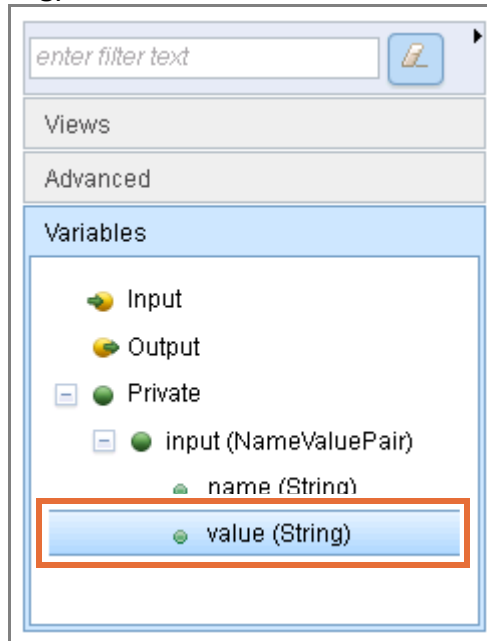 enter filter text
Views
Advanced
Variables
Input
Output
Private
input (NameValuePair)
name (String)
value (String)